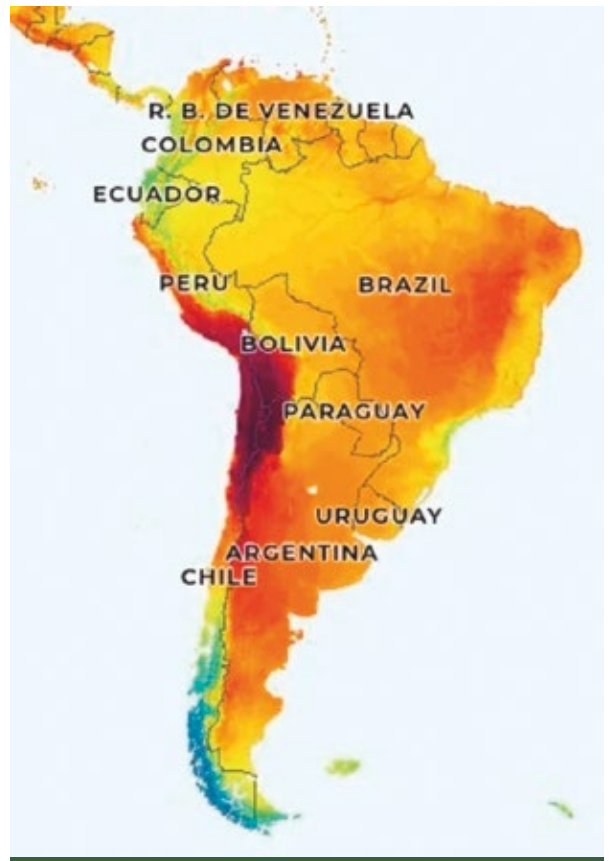 R. B. DE VENEZUELA
COLOMBIA
ECUADOR
PERU
BRAZIL
BOLIVIA
PARAGUAY
URUGUAY
ARGENTINA
CHILE